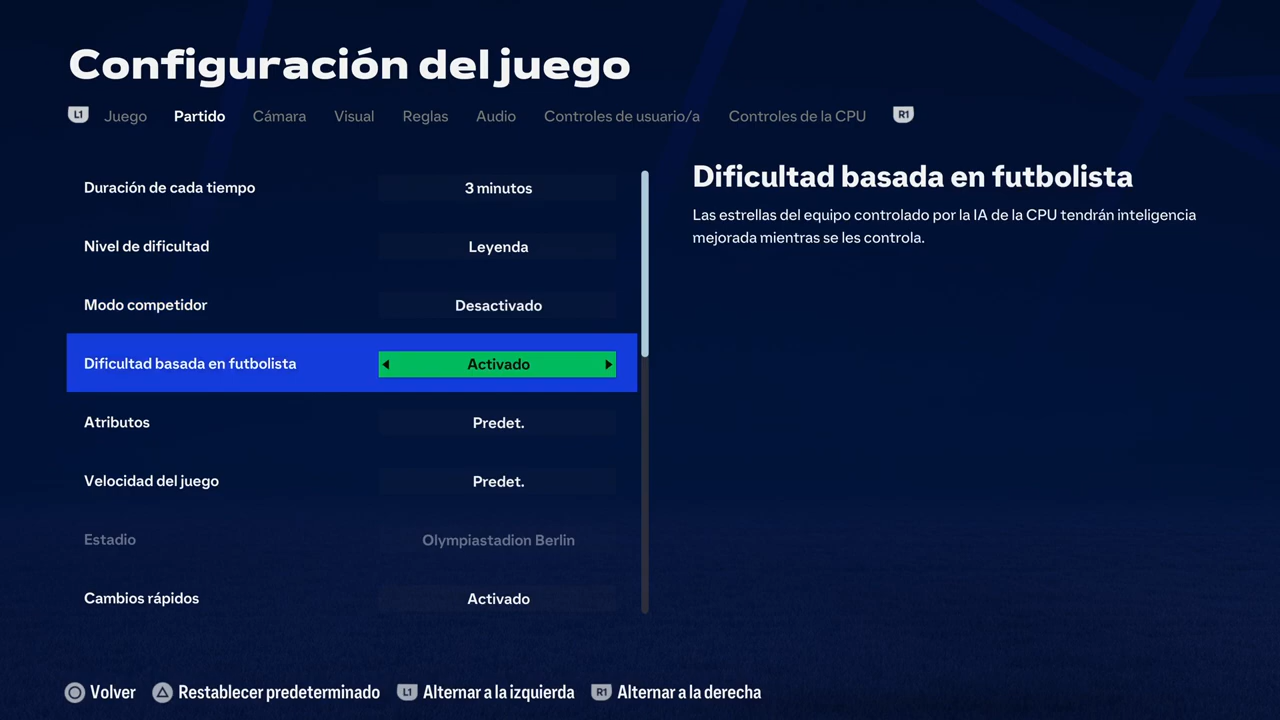 Configuración del juego
L1 Juego Partido Cámara Visual Reglas Audio Controles de usuario/a Controles de la CPU R1
Duración de cada tiempo 3 minutos
Nivel de dificultad Leyenda
Modo competidor Desactivado
Dificultad basada en futbolista Activado
Atributos Predet.
Velocidad del juego Predet.
Estadio Olympiastadion Berlin
Cambios rápidos Activado
Dificultad basada en futbolista
Las estrellas del equipo controlado por la IA de la CPU tendrán inteligencia
mejorada mientras se les controla.
Volver Restablecer predeterminado L1 Alternar a la izquierda R1 Alternar a la derecha